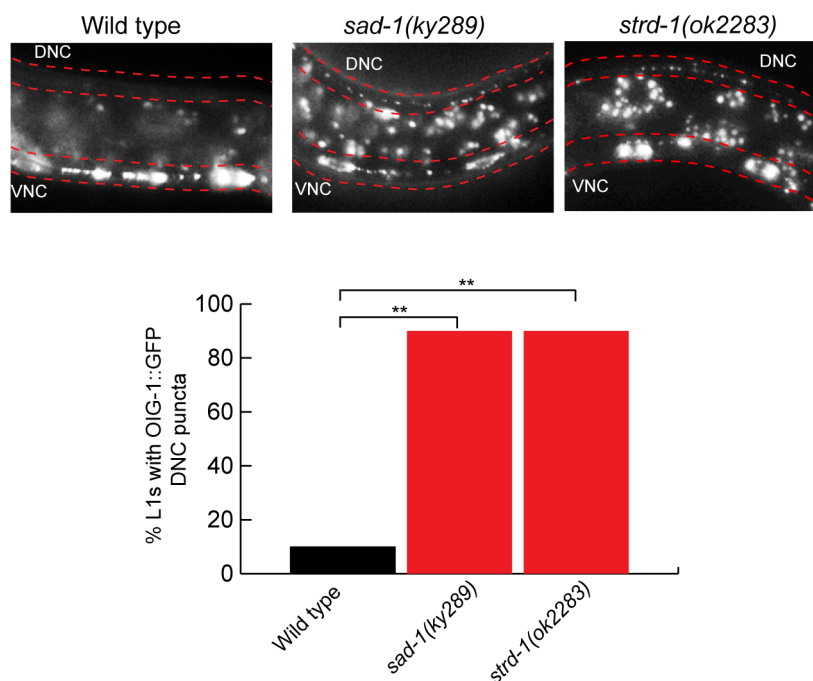 Wild type
sad-1(ky289)
strd-1(ok2283)
DNC
DNC
DNC
VNC
VNC
VNC
% L1s with OIG-1::GFP
DNC puncta
100
80
60
40
20
0
**
**
Wild type
sad-1(ky289)
strd-1(ok2283)